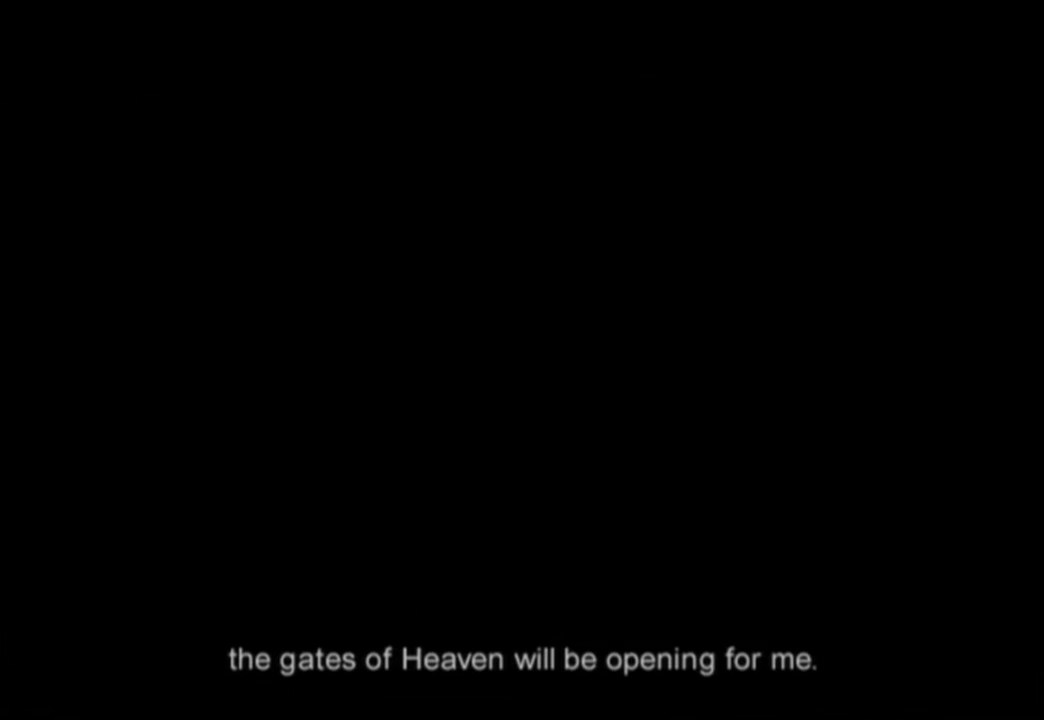 the gates of Heaven will be opening for me.